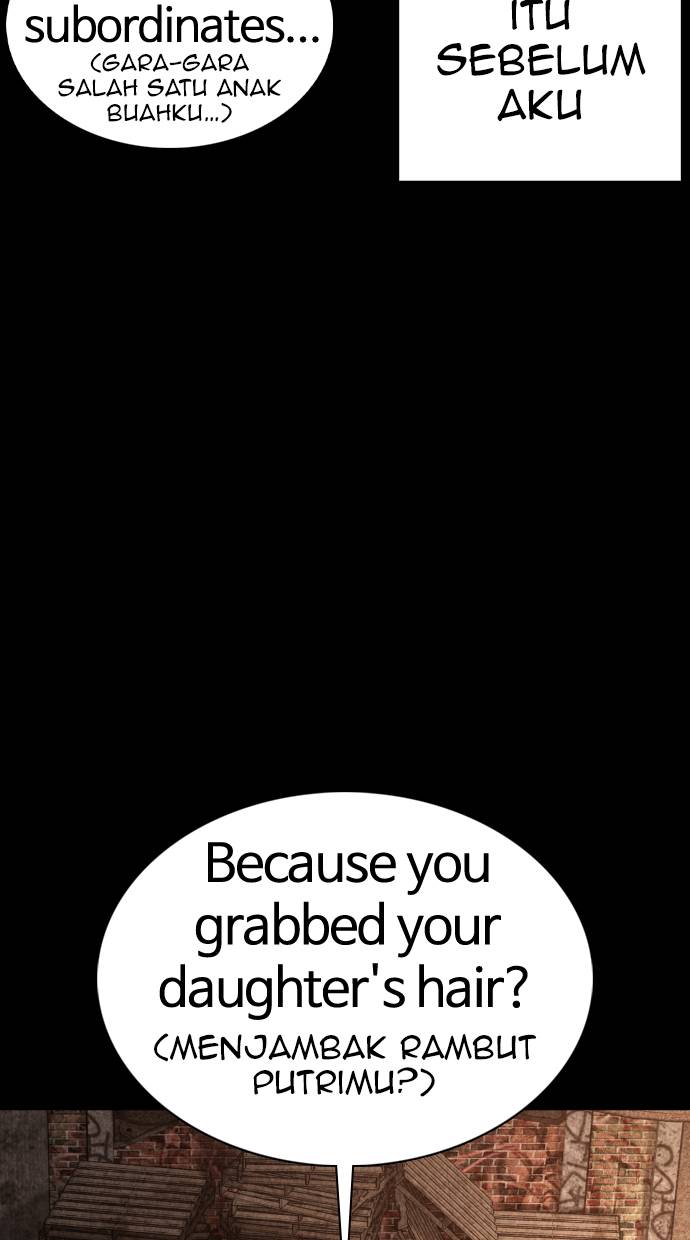 subordinates...
(GARA-GARA
SALAH SATU ANAK
BUAHKU...)
ITU
SEBELUM
AKU
Because you
grabbed your
daughter's hair?
(MENJAMBAK RAMBUT
PUTRIMU?)